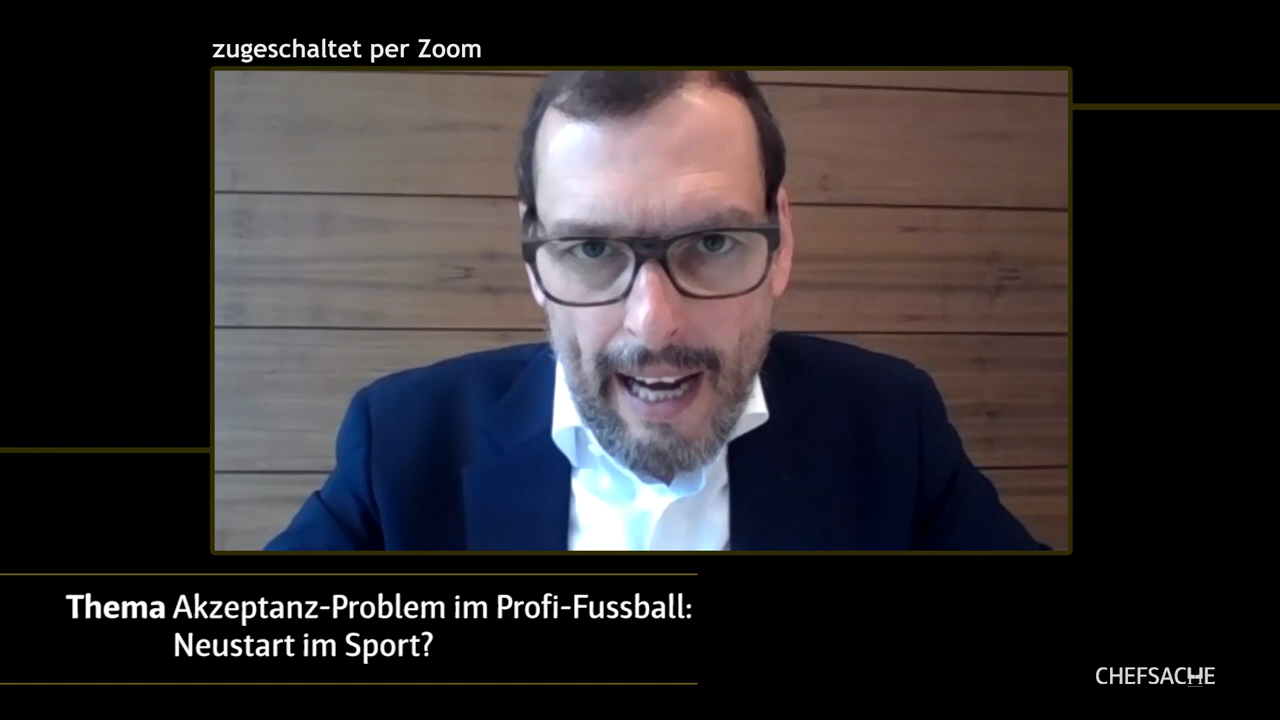 zugeschaltet per Zoom
Thema Akzeptanz-Problem im Profi-Fussball:
Neustart im Sport?
CHEFSACHE